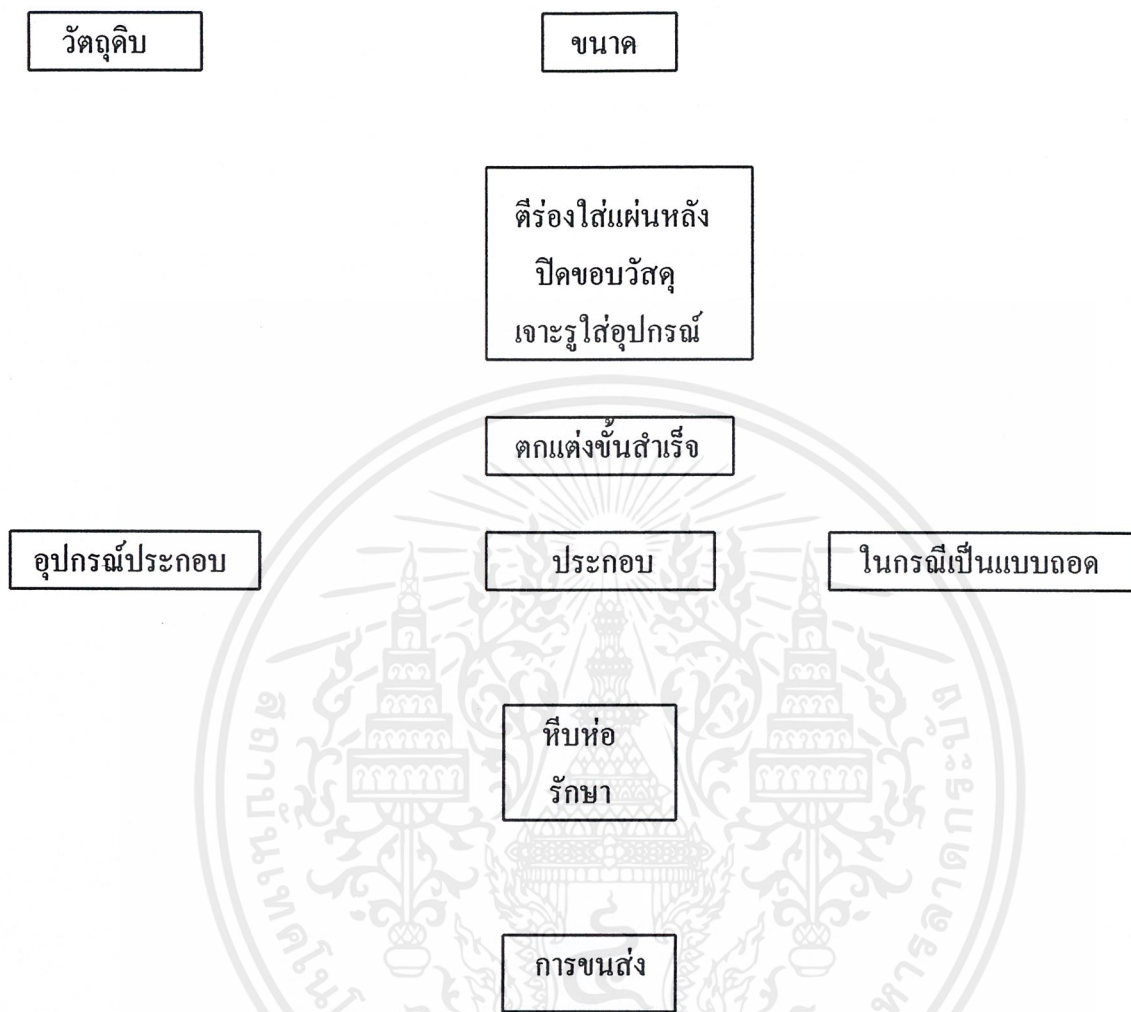 วัตถุดิบ
ขนาด
ตีร่องใส่แผ่นหลัง
ปิดขอบวัสดุ
เจาะรูใส่อุปกรณ์
ตกแต่งขั้นสำเร็จ
อุปกรณ์ประกอบ
ประกอบ
ในกรณีเป็นแบบถอด
หีบห่อ
รักษา
การขนส่ง